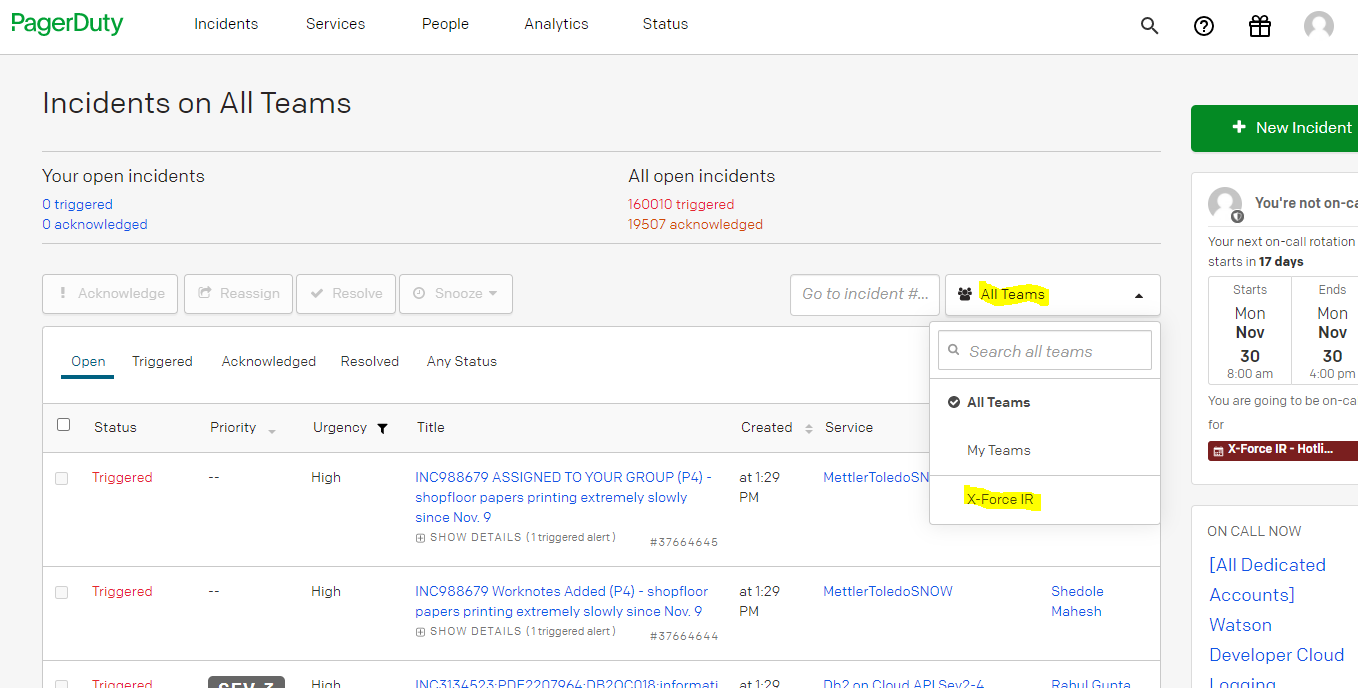 PagerDuty
Incidents
Services
People
Analytics
Status
Incidents on All Teams
New Incident
Your open incidents
0 triggered
0 acknowledged
All open incidents
160010 triggered
19507 acknowledged
You're not on-ca
Your next on-call rotation
starts in 17 days
Starts
Mon
Nov
30
8:00 am
Ends
Mon
Nov
30
4:00 pm
You are going to be on-ca
for
X-Force IR - Hotli...
Acknowledge
Reassign
Resolve
Snooze
Go to incident #...
All Teams
Search all teams
All Teams
My Teams
X-Force IR
Open
Triggered
Acknowledged
Resolved
Any Status
Status
Priority
Urgency
Title
Created
Service
Triggered
--
High
INC988679 ASSIGNED TO YOUR GROUP (P4) -
shopfloor papers printing extremely slowly
since Nov. 9
SHOW DETAILS (1 triggered alert)
#37664645
at 1:29
PM
MettlerToledoSN
Triggered
--
High
INC988679 Worknotes Added (P4) - shopfloor
papers printing extremely slowly since Nov. 9
SHOW DETAILS (1 triggered alert)
#37664644
at 1:29
PM
MettlerToledoSNOW
Shedole
Mahesh
Triggered
SEV-3
High
INC3134523:PDE2207964:DB2OC018:informati
at 1:29
Db2 on Cloud API Sev2-4
Rahul Gupta
ON CALL NOW
[All Dedicated
Accounts]
Watson
Developer Cloud
Logging